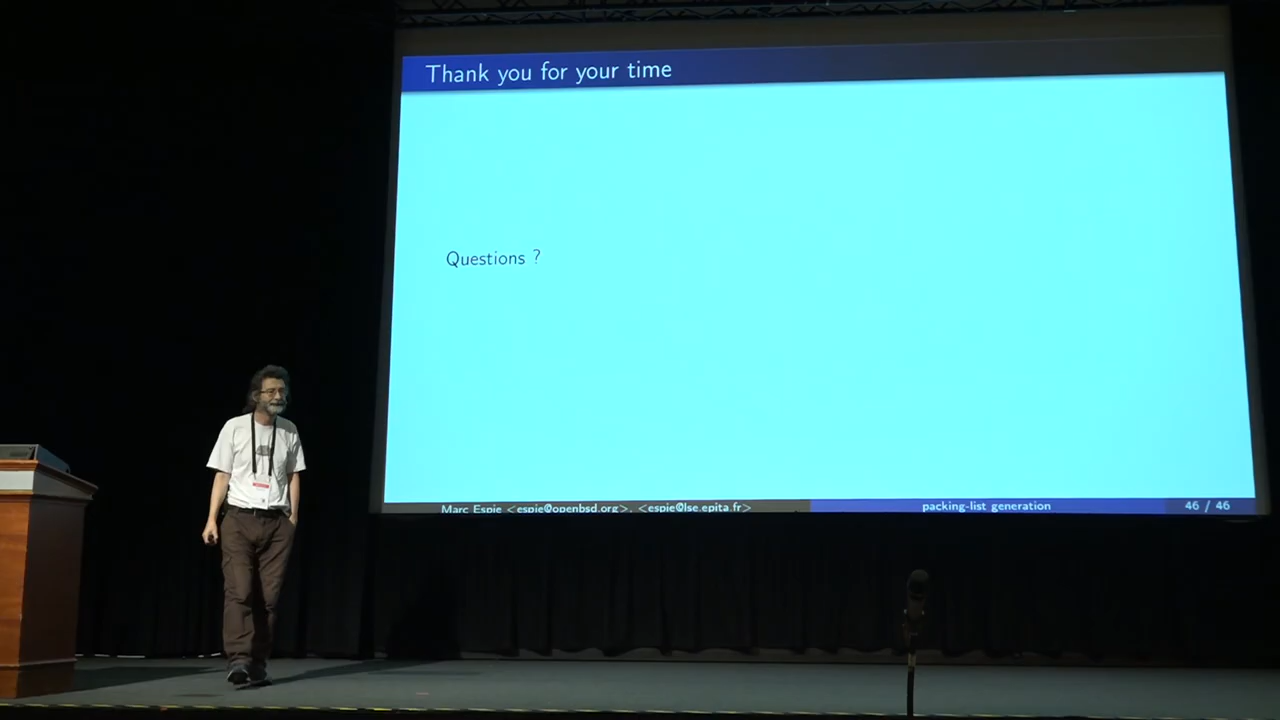 Thank you for your time
Questions ?
Marc Espie <espie@openbsd.org>, <espie@lse.epita.fr>
packing-list generation
46 / 46